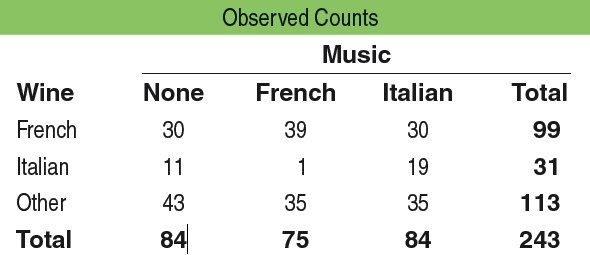 Observed Counts
Music
Wine None French Italian Total
French 30 39 30 99
Italian 11 1 19 31
Other 43 35 35 113
Total 84 75 84 243